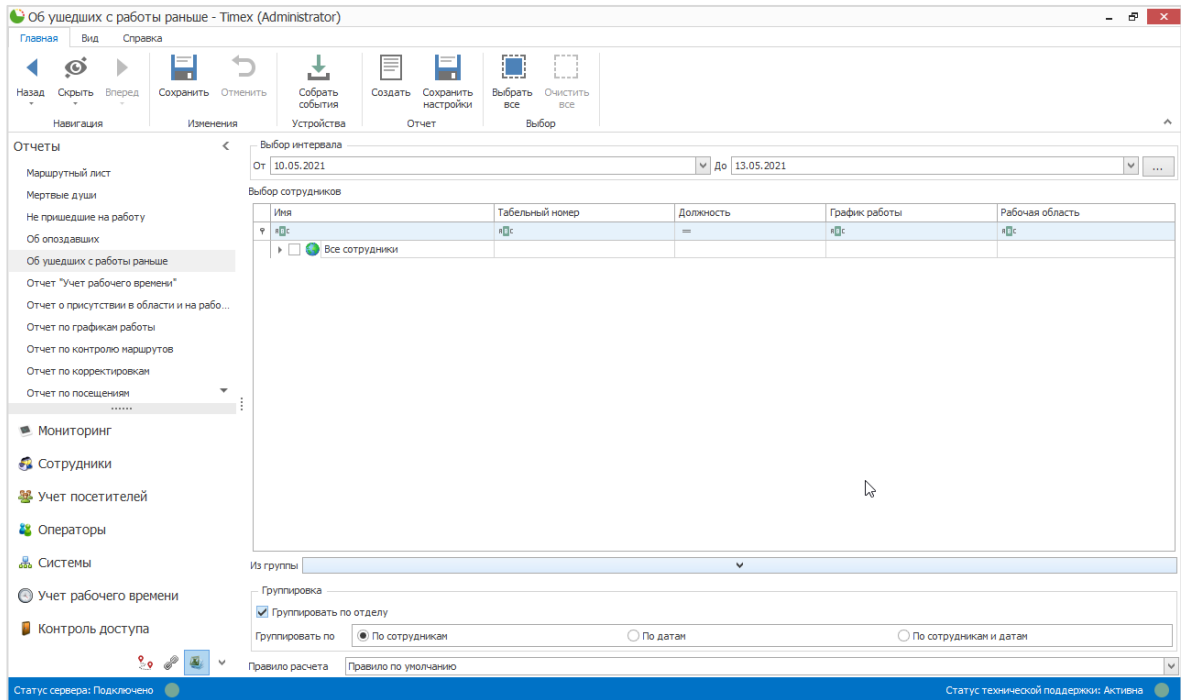 Об ушедших с работы раньше - Timex (Administrator)
Главная Вид Справка
Назад Скрыть Вперед Сохранить Отменить Собрать события Создать Сохранить настройки Выбрать все Очистить все
Навигация Изменения Устройства Отчет Выбор
Отчеты
Маршрутный лист
Мертвые души
Не пришедшие на работу
Об опоздавших
Об ушедших с работы раньше
Отчет "Учет рабочего времени"
Отчет о присутствии в области и на рабо...
Отчет по графикам работы
Отчет по контролю маршрутов
Отчет по корректировкам
Отчет по посещениям
Мониторинг
Сотрудники
Учет посетителей
Операторы
Системы
Учет рабочего времени
Контроль доступа
Выбор интервала
От 10.05.2021 До 13.05.2021 ...
Выбор сотрудников
Имя Табельный номер Должность График работы Рабочая область
Все сотрудники
Из группы
Группировка
Группировать по отделу
Группировать по По сотрудникам По датам По сотрудникам и датам
Правило расчета Правило по умолчанию
Статус сервера: Подключено Статус технической поддержки: Активна